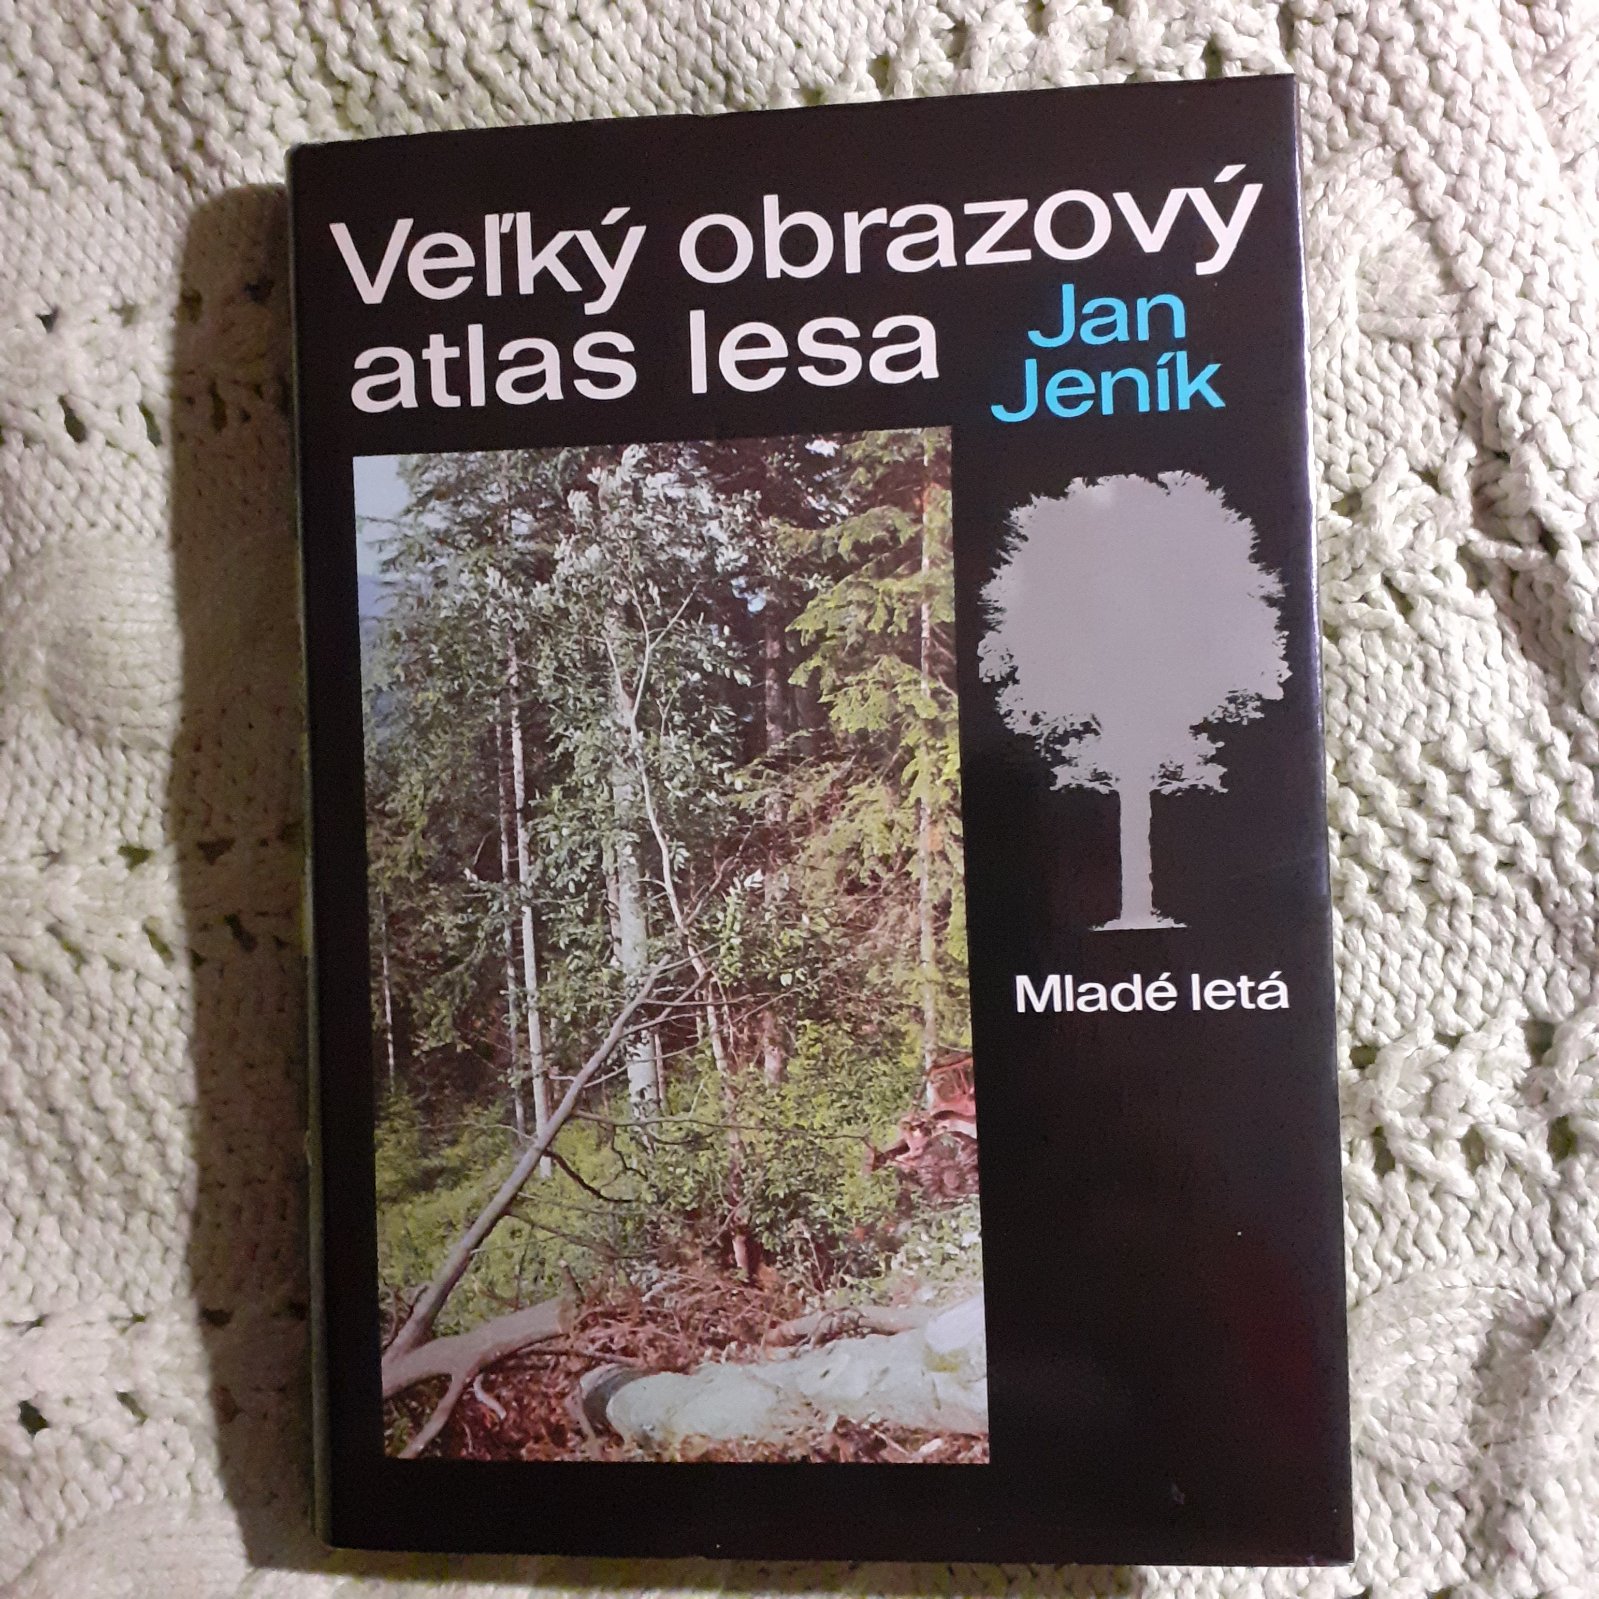 Veľký obrazový
atlas lesa
Jan
Jeník
Mladé letá